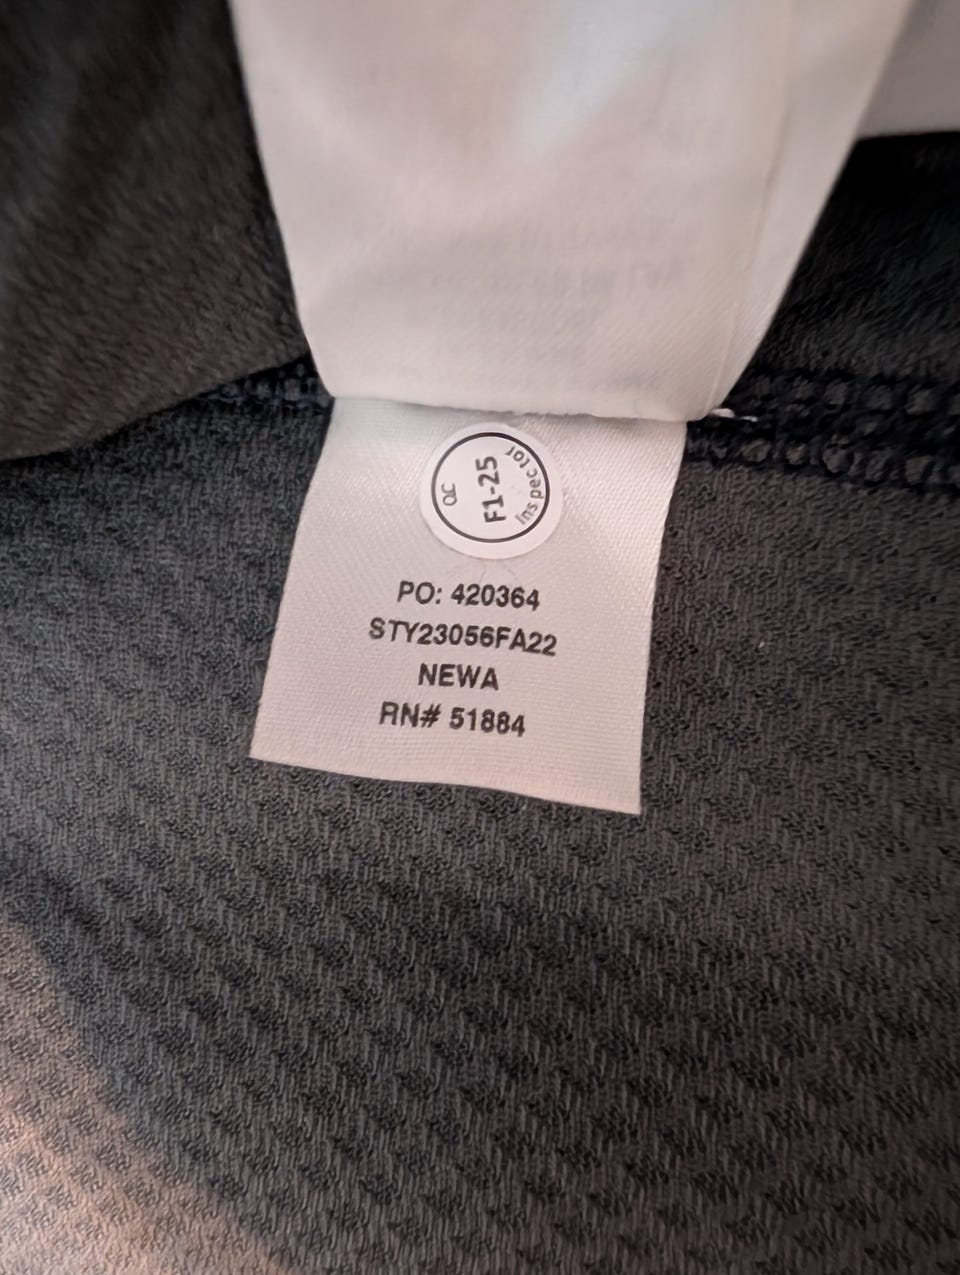 QC
F1-25
Inspector
PO: 420364
STY23056FA22
NEWA
RN# 51884